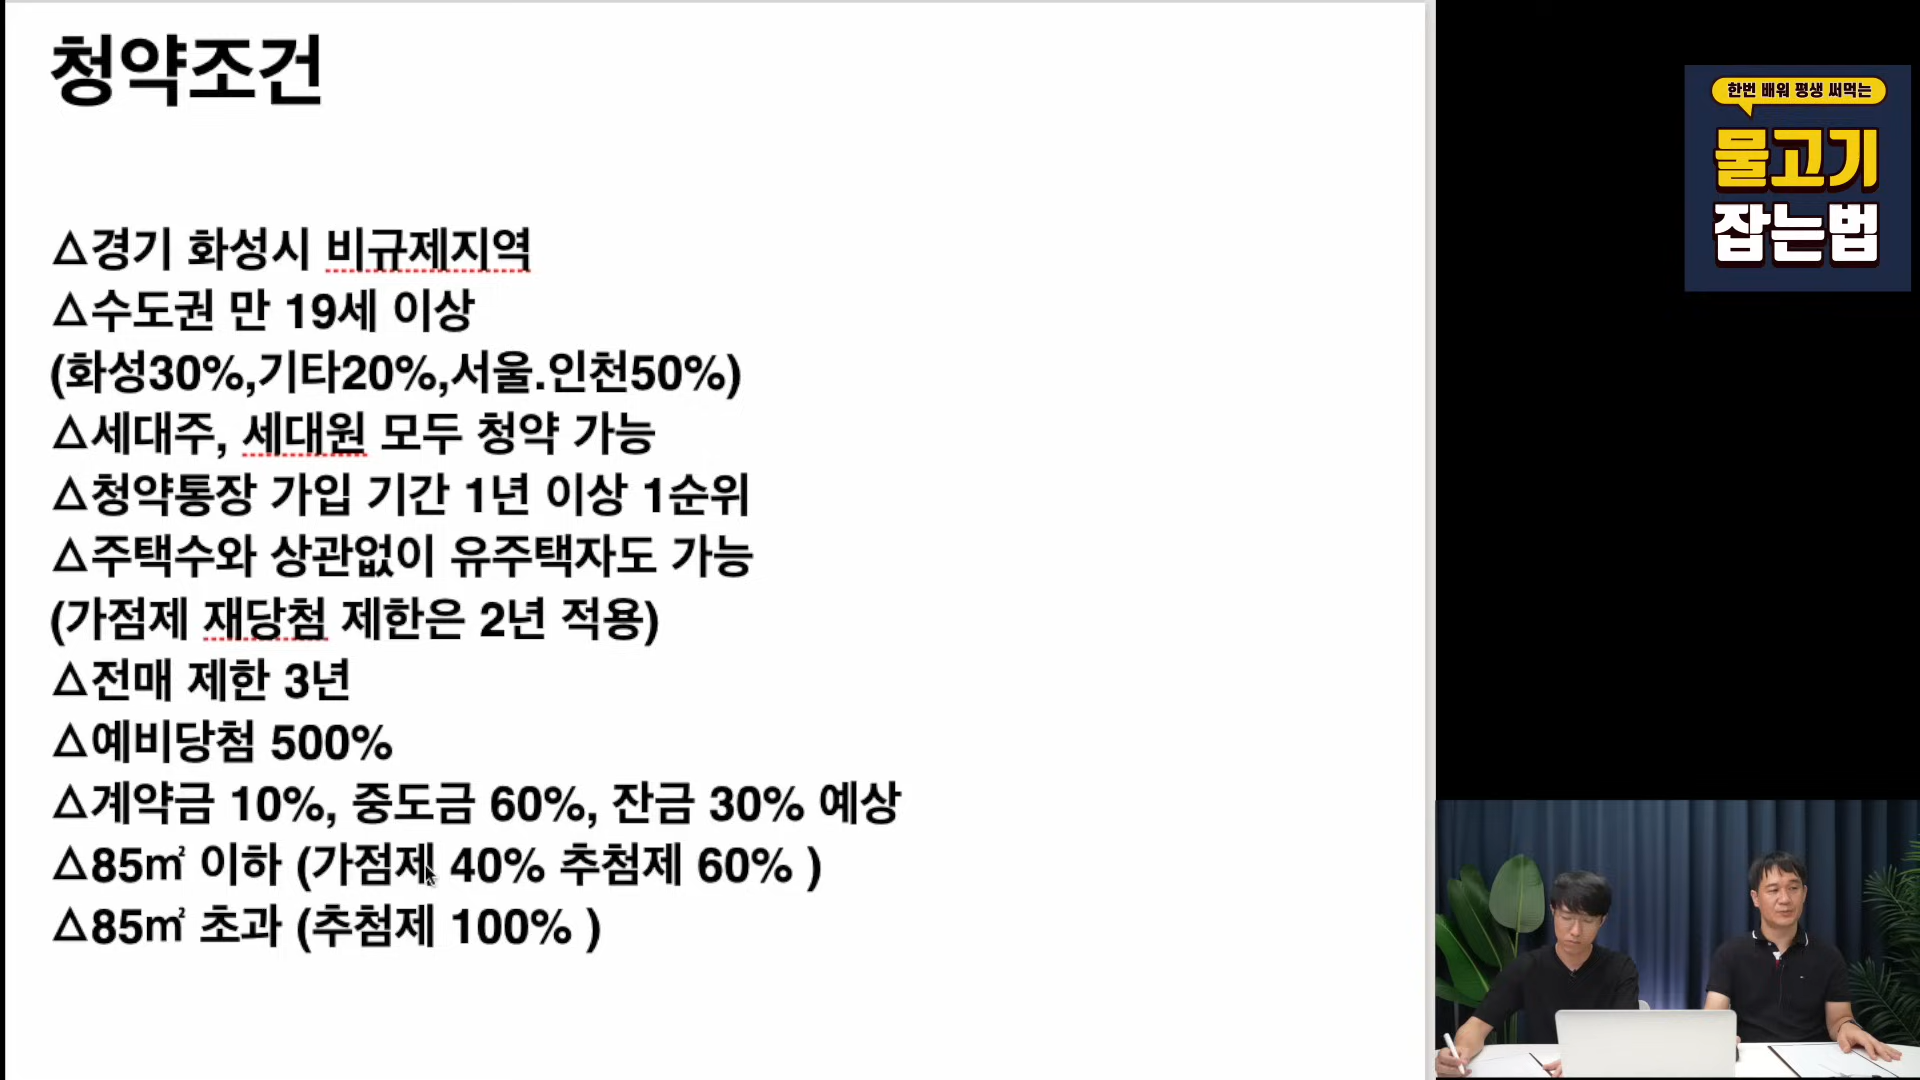 청약조건
△경기 화성시 비규제지역
△수도권 만 19세 이상
(화성30%,기타20%,서울.인천50%)
△세대주, 세대원 모두 청약 가능
△청약통장 가입 기간 1년 이상 1순위
△주택수와 상관없이 유주택자도 가능
(가점제 재당첨 제한은 2년 적용)
△전매 제한 3년
△예비당첨 500%
△계약금 10%, 중도금 60%, 잔금 30% 예상
△85㎡ 이하 (가점제 40% 추첨제 60% )
△85㎡ 초과 (추첨제 100% )
한번 배워 평생 써먹는
물고기
잡는법